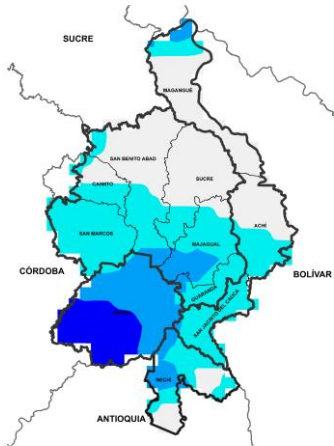 SUCRE
MAGANGUÉ
SAN BENITO ABAD
SUCRE
CAIMITO
ACHÍ
SAN MARCOS
MAJAGUAL
CÓRDOBA
BOLÍVAR
GUARANDA
SAN JACINTO DEL CAUCA
NECHÍ
ANTIOQUIA